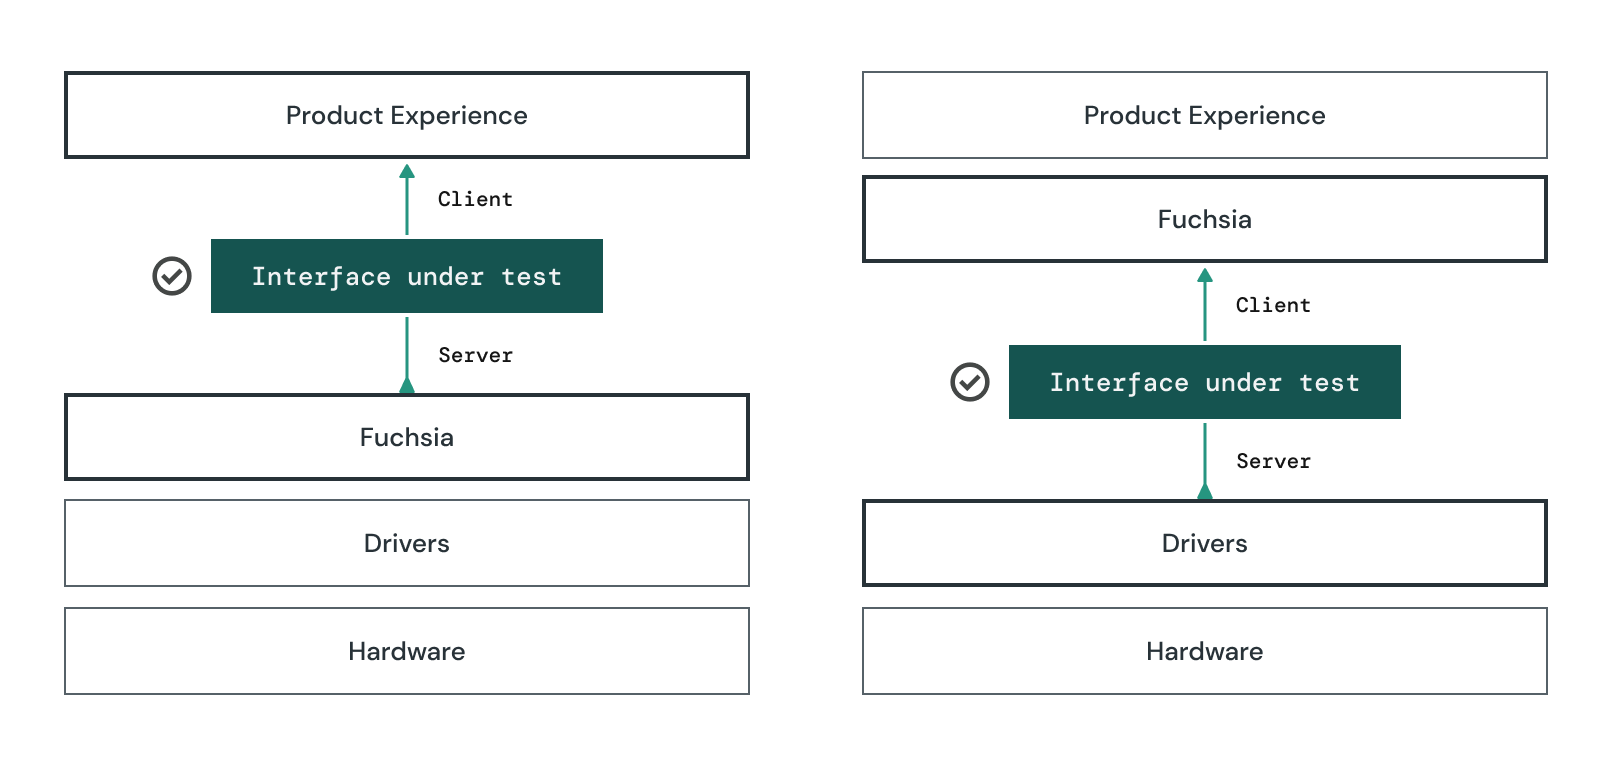 Product Experience
Client
Interface under test
Server
Fuchsia
Drivers
Hardware
Product Experience
Fuchsia
Client
Interface under test
Server
Drivers
Hardware